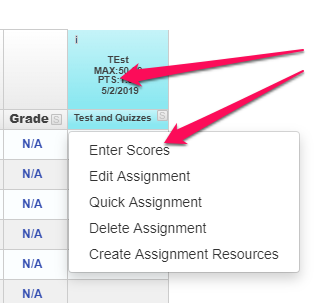 i
TEst
MAX:50
PTS:1
5/2/2019
Grade S
Test and Quizzes S
N/A
N/A
N/A
N/A
N/A
N/A
Enter Scores
Edit Assignment
Quick Assignment
Delete Assignment
Create Assignment Resources